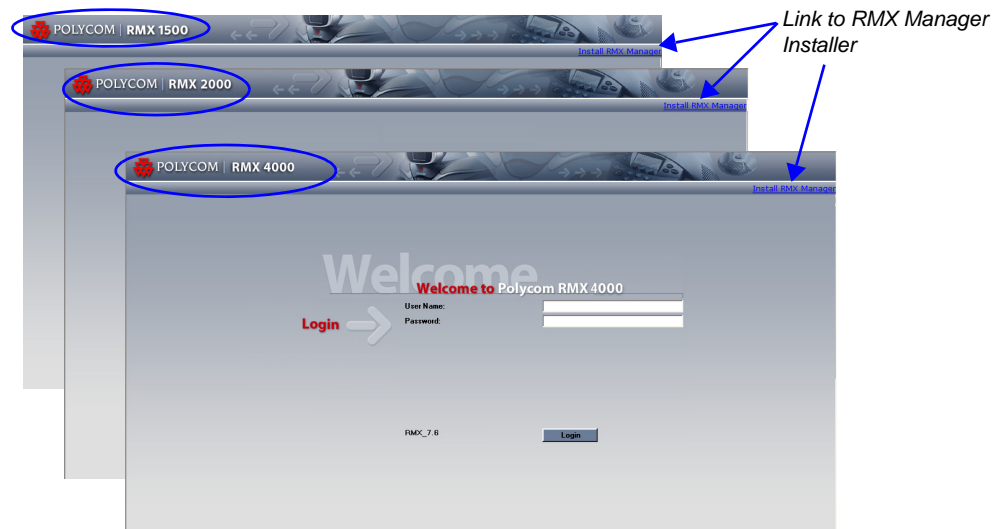 POLYCOM | RMX 1500
Link to RMX Manager
Installer
Install RMX Manager
POLYCOM | RMX 2000
Install RMX Manager
POLYCOM | RMX 4000
Install RMX Manager
Welcome
Welcome to Polycom RMX 4000
User Name:
Login
Password:
RMX_7.6
Login